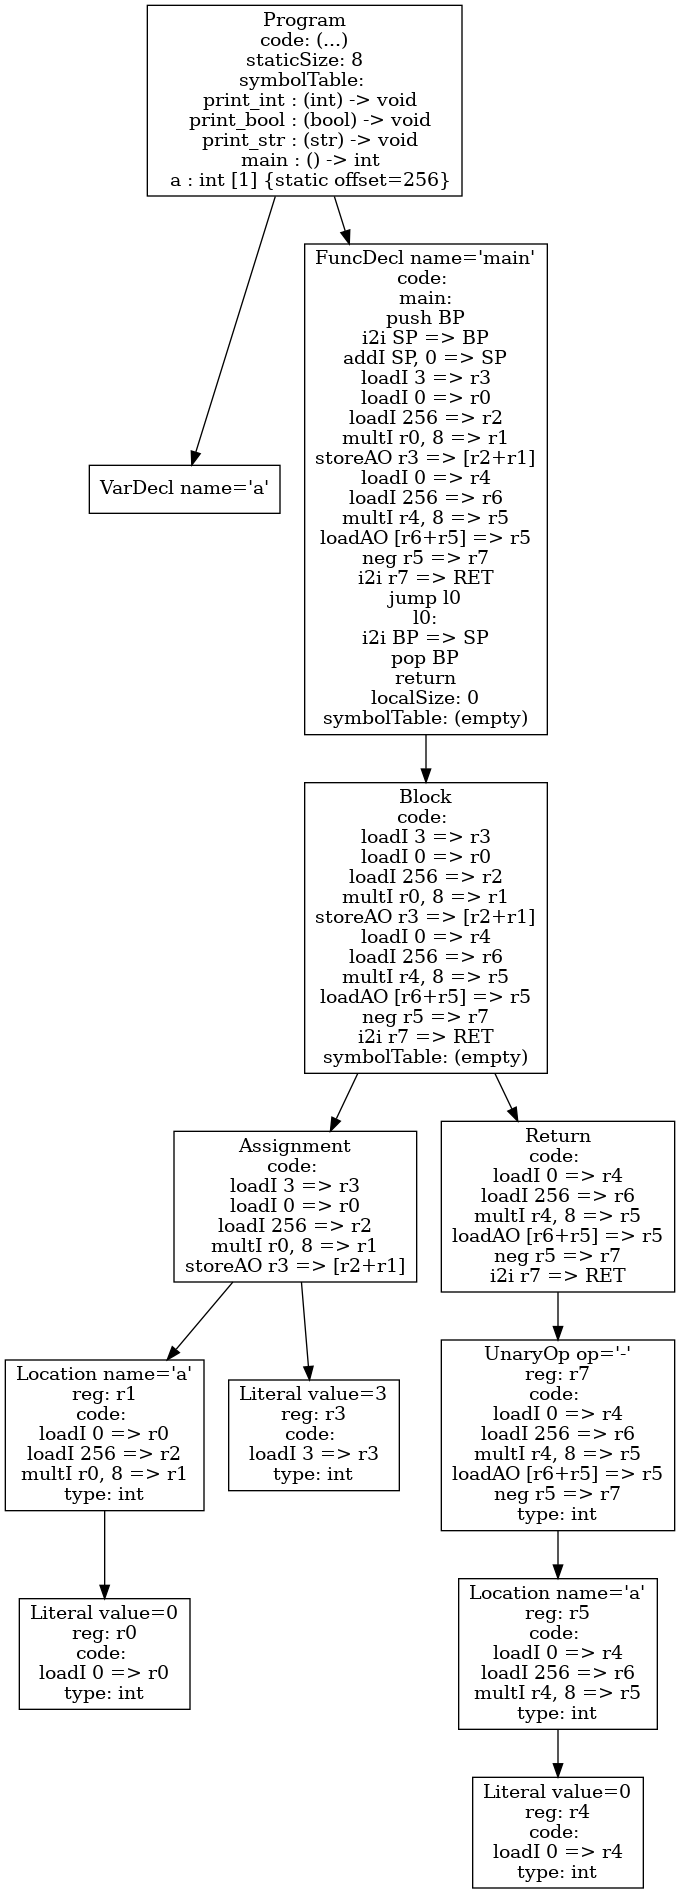 Program
code: (...)
staticSize: 8
symbolTable:
print_int : (int) -> void
print_bool : (bool) -> void
print_str : (str) -> void
main : () -> int
a : int [1] {static offset=256}
VarDecl name='a'
FuncDecl name='main'
code:
main:
push BP
i2i SP => BP
addI SP, 0 => SP
loadI 3 => r3
loadI 0 => r0
loadI 256 => r2
multI r0, 8 => r1
storeAO r3 => [r2+r1]
loadI 0 => r4
loadI 256 => r6
multI r4, 8 => r5
loadAO [r6+r5] => r5
neg r5 => r7
i2i r7 => RET
jump l0
l0:
i2i BP => SP
pop BP
return
localSize: 0
symbolTable: (empty)
Block
code:
loadI 3 => r3
loadI 0 => r0
loadI 256 => r2
multI r0, 8 => r1
storeAO r3 => [r2+r1]
loadI 0 => r4
loadI 256 => r6
multI r4, 8 => r5
loadAO [r6+r5] => r5
neg r5 => r7
i2i r7 => RET
symbolTable: (empty)
Assignment
code:
loadI 3 => r3
loadI 0 => r0
loadI 256 => r2
multI r0, 8 => r1
storeAO r3 => [r2+r1]
Return
code:
loadI 0 => r4
loadI 256 => r6
multI r4, 8 => r5
loadAO [r6+r5] => r5
neg r5 => r7
i2i r7 => RET
Location name='a'
reg: r1
code:
loadI 0 => r0
loadI 256 => r2
multI r0, 8 => r1
type: int
Literal value=3
reg: r3
code:
loadI 3 => r3
type: int
UnaryOp op='-'
reg: r7
code:
loadI 0 => r4
loadI 256 => r6
multI r4, 8 => r5
loadAO [r6+r5] => r5
neg r5 => r7
type: int
Literal value=0
reg: r0
code:
loadI 0 => r0
type: int
Location name='a'
reg: r5
code:
loadI 0 => r4
loadI 256 => r6
multI r4, 8 => r5
type: int
Literal value=0
reg: r4
code:
loadI 0 => r4
type: int